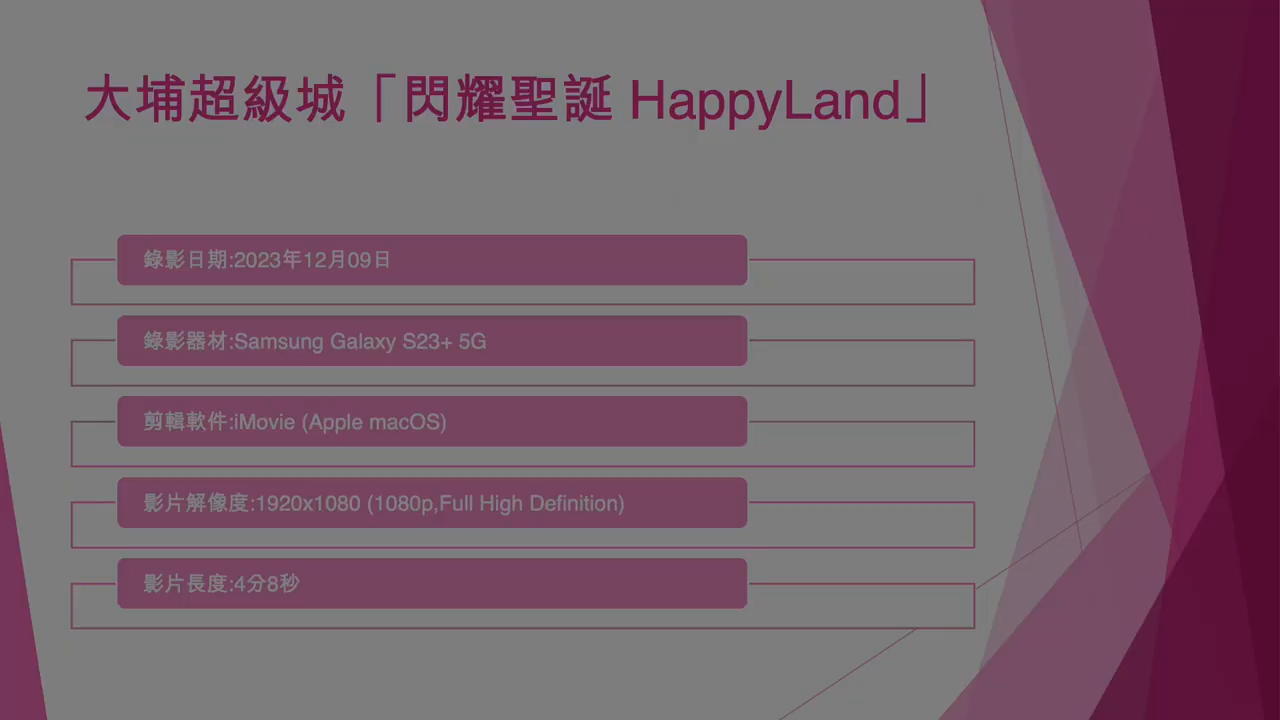 大埔超級城「閃耀聖誕 HappyLand」
錄影日期:2023年12月09日
錄影器材:Samsung Galaxy S23+ 5G
剪輯軟件:iMovie (Apple macOS)
影片解像度:1920x1080 (1080p,Full High Definition)
影片長度:4分8秒